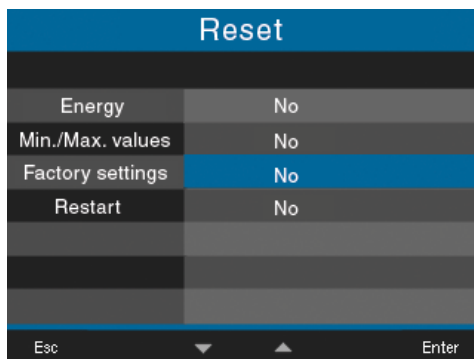 Reset
Energy No
Min./Max. values No
Factory settings No
Restart No
Esc Enter